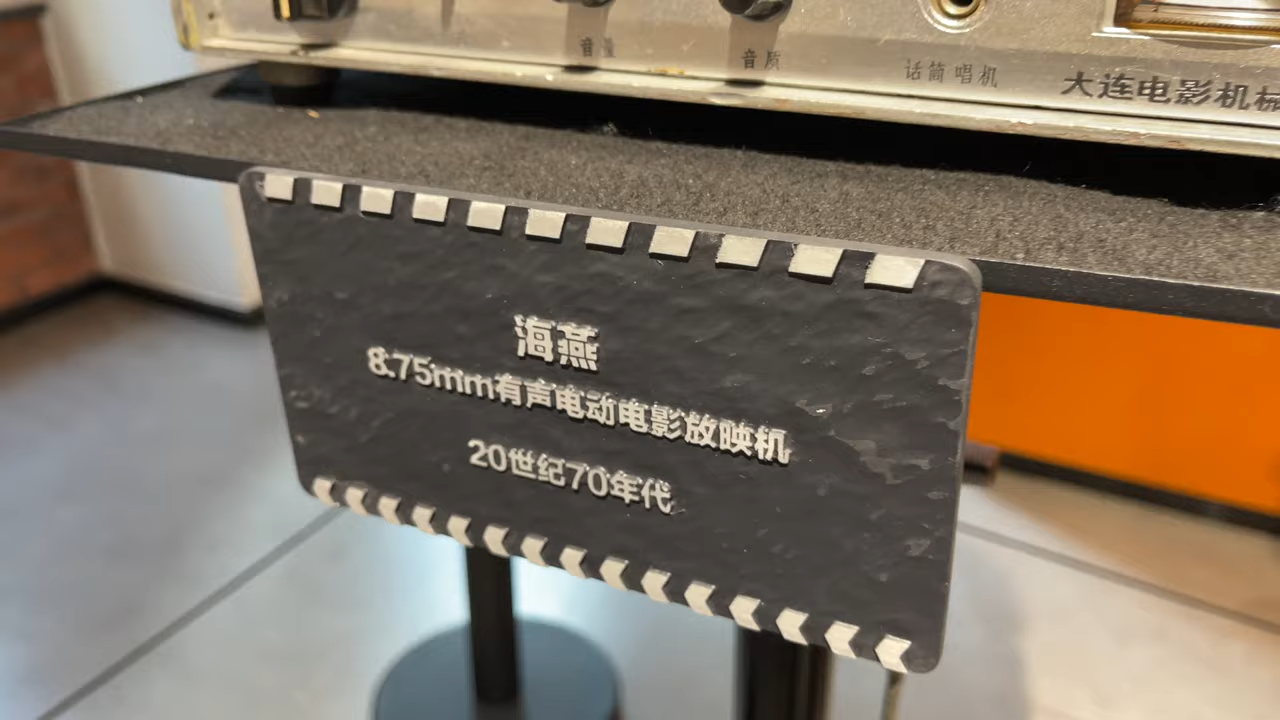 音量
音质
话筒 唱机
大连电影机械
海燕
8.75mm有声电动电影放映机
20世纪70年代